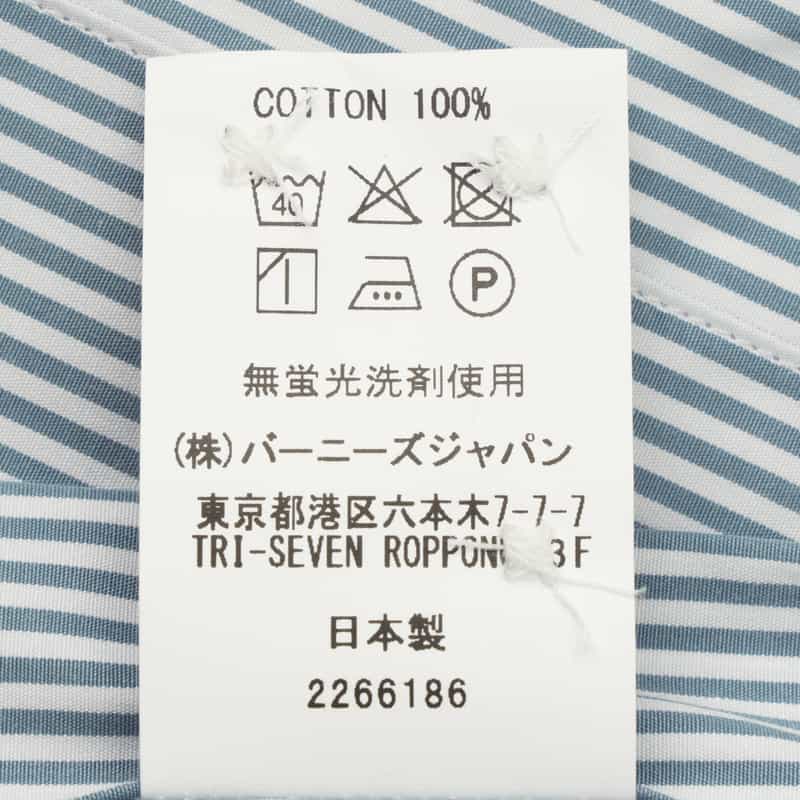 COTTON 100%
40
P
無蛍光洗剤使用
(株)バーニーズジャパン
東京都港区六本木7-7-7
TRI-SEVEN 3F
日本製
2266186